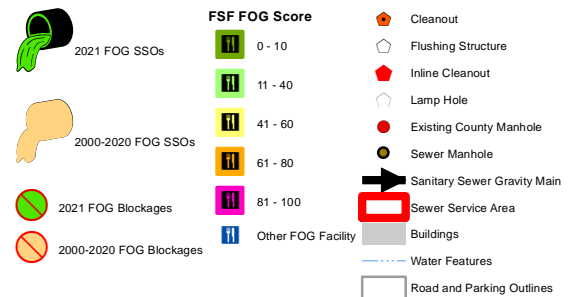 2021 FOG SSOs
2000-2020 FOG SSOs
2021 FOG Blockages
2000-2020 FOG Blockages
FSF FOG Score
0 - 10
11 - 40
41 - 60
61 - 80
81 - 100
Other FOG Facility
Cleanout
Flushing Structure
Inline Cleanout
Lamp Hole
Existing County Manhole
Sewer Manhole
Sanitary Sewer Gravity Main
Sewer Service Area
Buildings
Water Features
Road and Parking Outlines